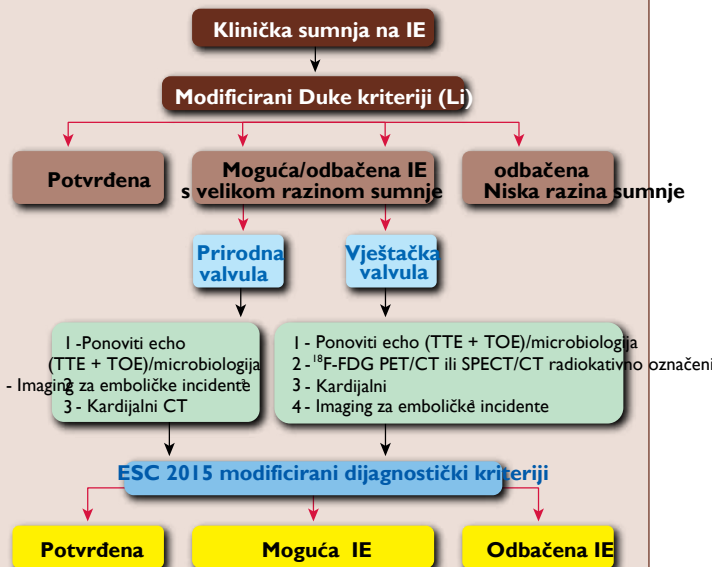 Klinička sumnja na IE
Modificirani Duke kriteriji (Li)
Potvrđena
Moguća/odbačena IE
s velikom razinom sumnje
odbačena
Niska razina sumnje
Prirodna
valvula
Vještačka
valvula
1 -Ponoviti echo
(TTE + TOE)/microbiologija
2 - Imaging za emboličke incidente
3 - Kardijalni CT
1 - Ponoviti echo (TTE + TOE)/microbiologija
2 -¹⁸F-FDG PET/CT ili SPECT/CT radiokativno označeni
3 - Kardijalni
4 - Imaging za emboličke incidente
ESC 2015 modificirani dijagnostički kriteriji
Potvrđena
Moguća IE
Odbačena IE